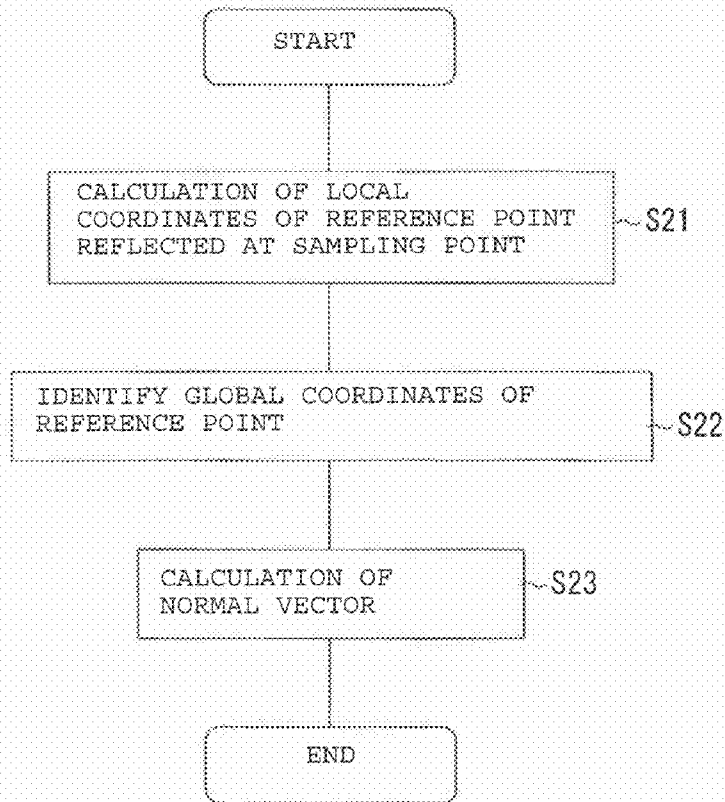 START
CALCULATION OF LOCAL
COORDINATES OF REFERENCE POINT
REFLECTED AT SAMPLING POINT
S21
IDENTIFY GLOBAL COORDINATES OF
REFERENCE POINT
S22
CALCULATION OF
NORMAL VECTOR
S23
END